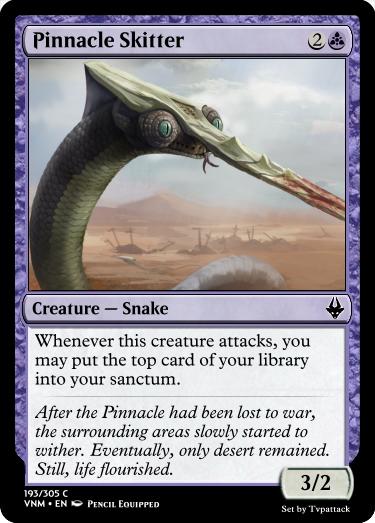 Pinnacle Skitter
2
Creature — Snake
Whenever this creature attacks, you
may put the top card of your library
into your sanctum.
After the Pinnacle had been lost to war,
the surrounding areas slowly started to
wither. Eventually, only desert remained.
Still, life flourished.
3/2
193/305 C
VNM • EN Pencil Equipped
Set by Tvpattack